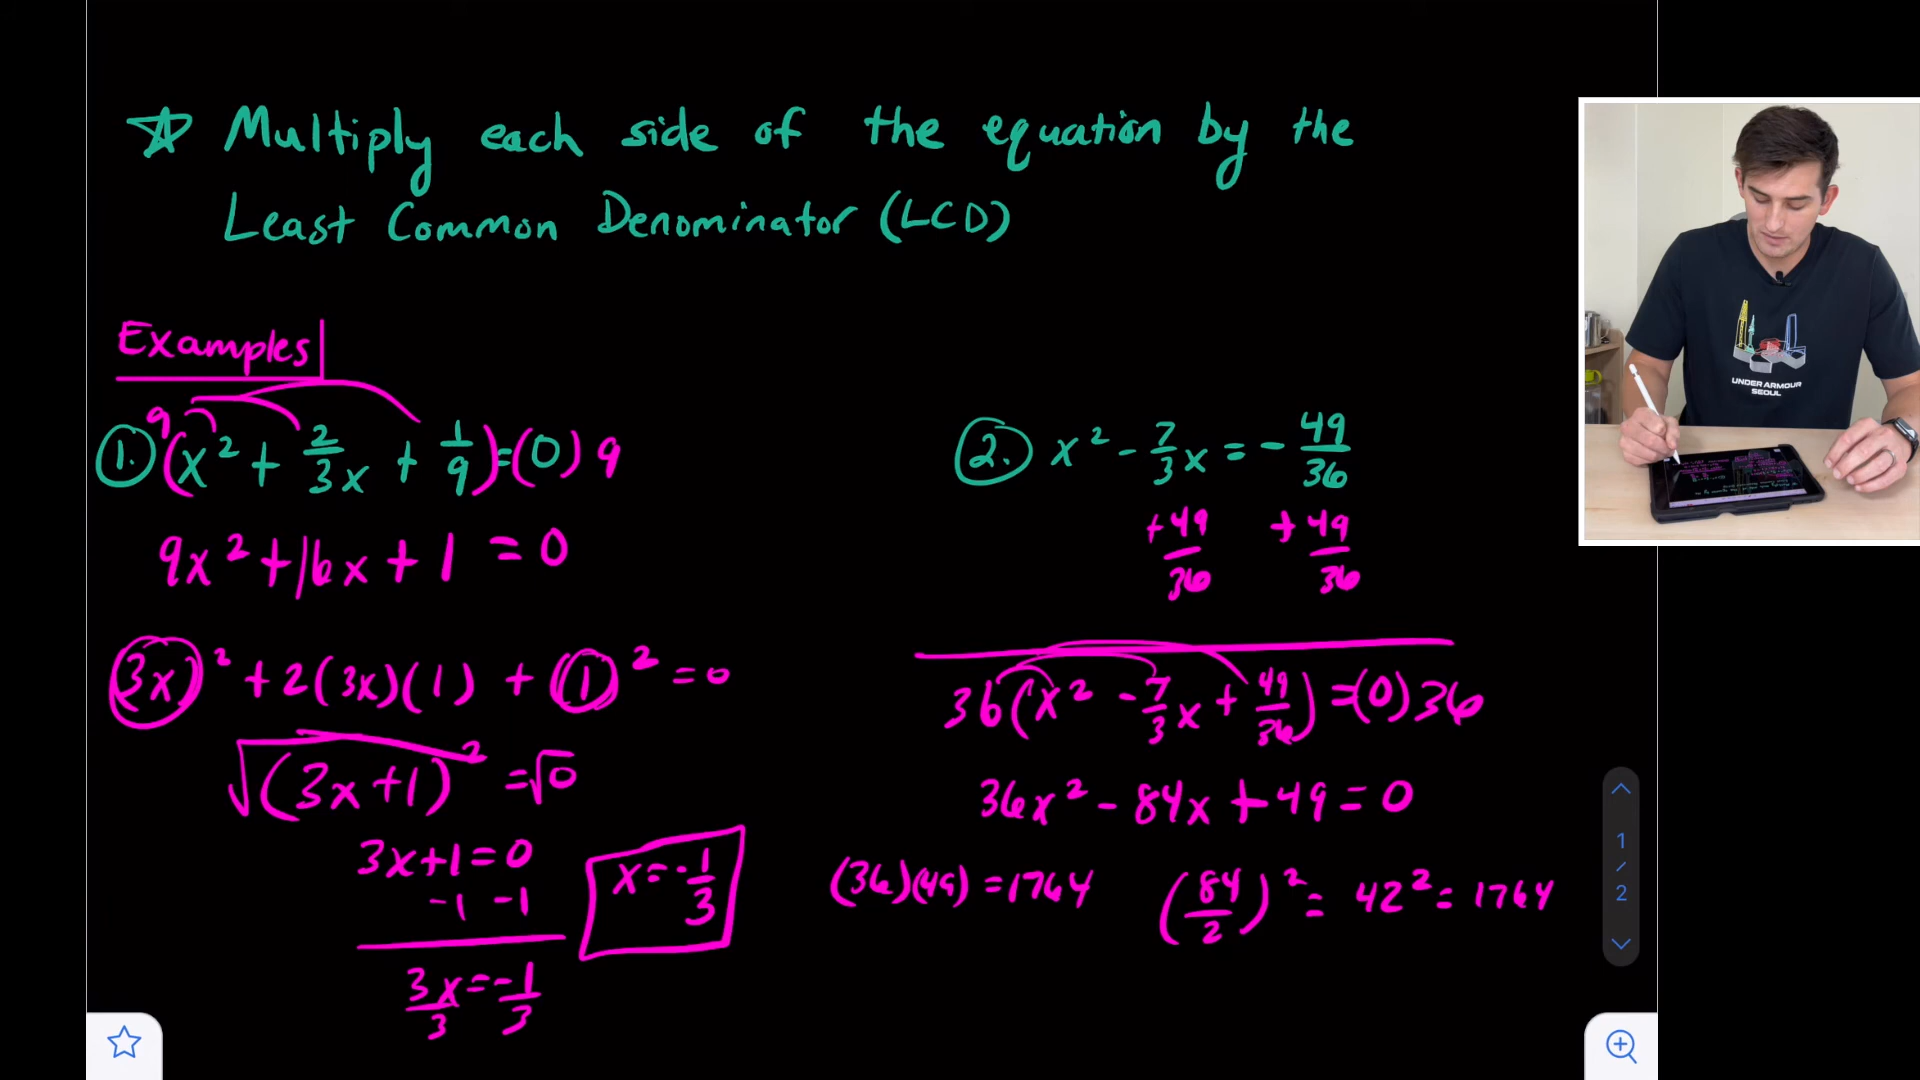 ☆ Multiply each side of the equation by the
Least Common Denominator (LCD)
Examples
1. 9(x² + 2/3 x + 1/9) = (0) 9
9x² + |6x + 1 = 0
(3x)² + 2(3x)(1) + (1)² = 0
√(3x+1)² = √0
3x+1=0
-1 -1
3x/3 = -1/3
x = -1/3
2. x² - 7/3 x = - 49/36
+ 49/36 + 49/36
36(x² - 7/3 x + 49/36) = (0) 36
36x² - 84x + 49 = 0
(36)(49) = 1764 (84/2)² = 42² = 1764
UNDER ARMOUR
SEOUL
1
/
2